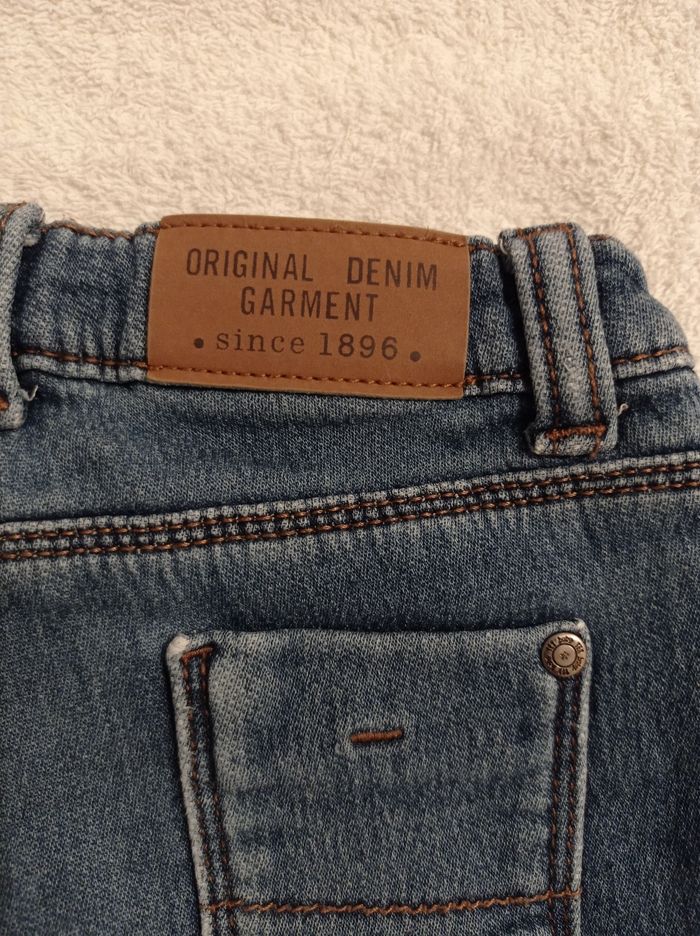 ORIGINAL DENIM
GARMENT
• since 1896 •